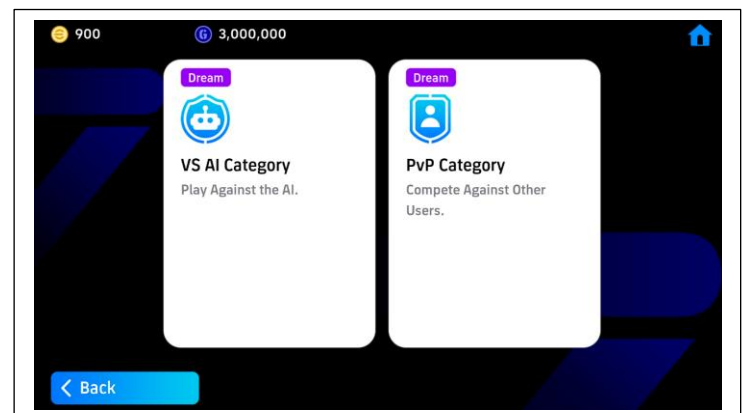 900
3,000,000
Dream
VS AI Category
Play Against the AI.
Dream
PvP Category
Compete Against Other
Users.
Back